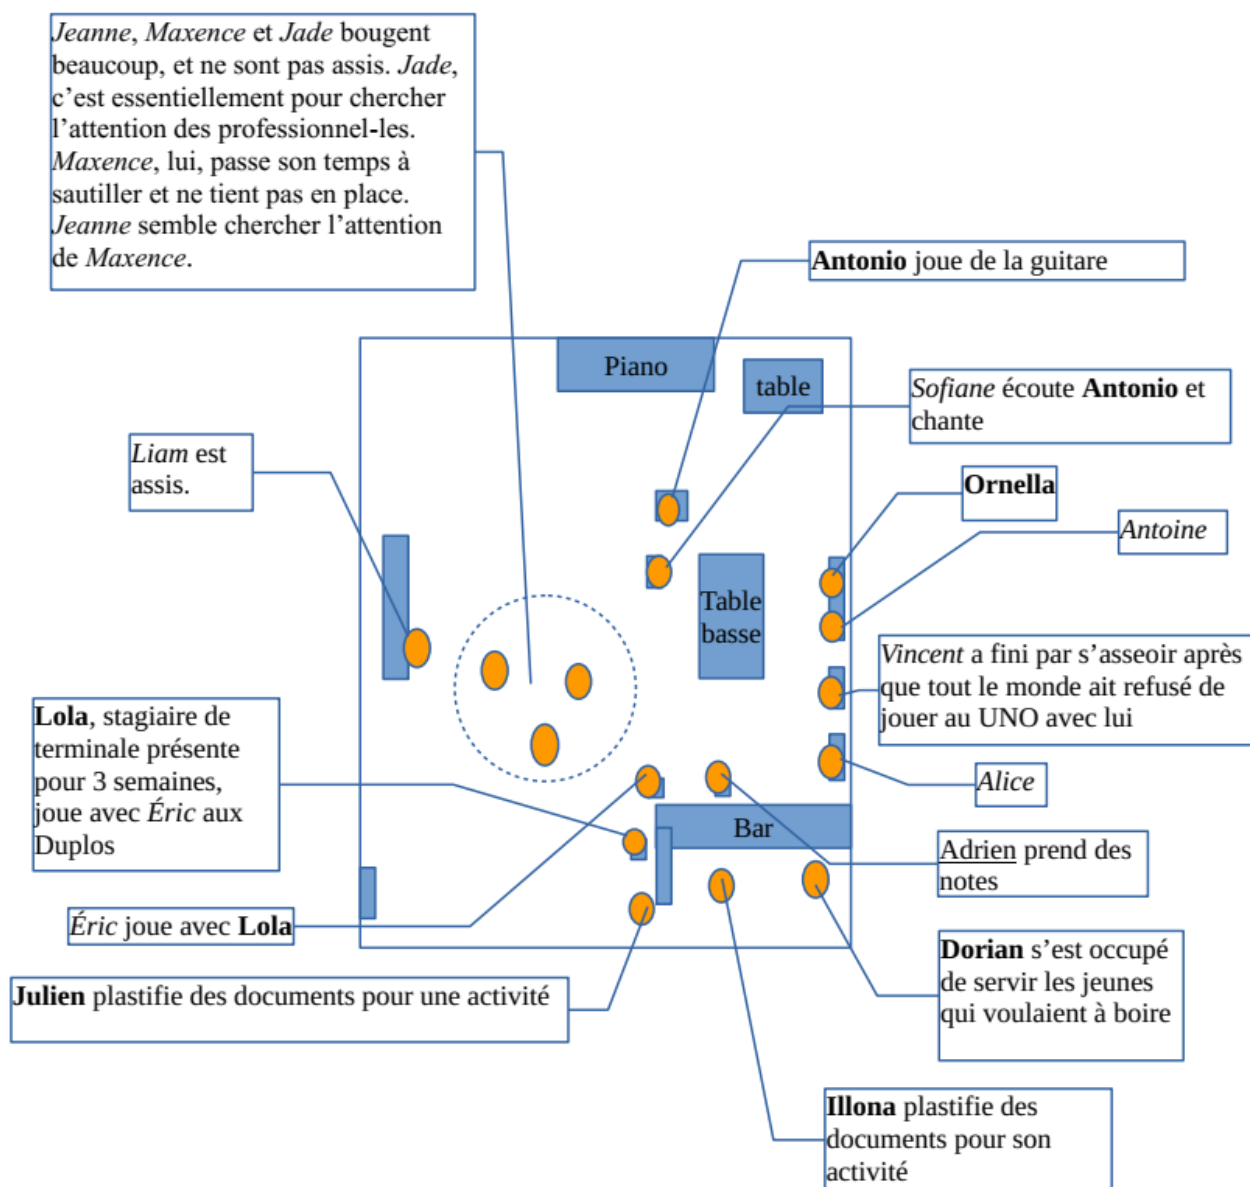 Jeanne, Maxence et Jade bougent
beaucoup, et ne sont pas assis. Jade,
c'est essentiellement pour chercher
l'attention des professionnel-les.
Maxence, lui, passe son temps à
sautiller et ne tient pas en place.
Jeanne semble chercher l'attention
de Maxence.
Antonio joue de la guitare
Piano
table
Sofiane écoute Antonio et
chante
Liam est
assis.
Ornella
Antoine
Table
basse
Vincent a fini par s'asseoir après
que tout le monde ait refusé de
jouer au UNO avec lui
Lola, stagiaire de
terminale présente
pour 3 semaines,
joue avec Éric aux
Duplos
Alice
Bar
Adrien prend des
notes
Éric joue avec Lola
Dorian s'est occupé
de servir les jeunes
qui voulaient à boire
Julien plastifie des documents pour une activité
Illona plastifie des
documents pour son
activité